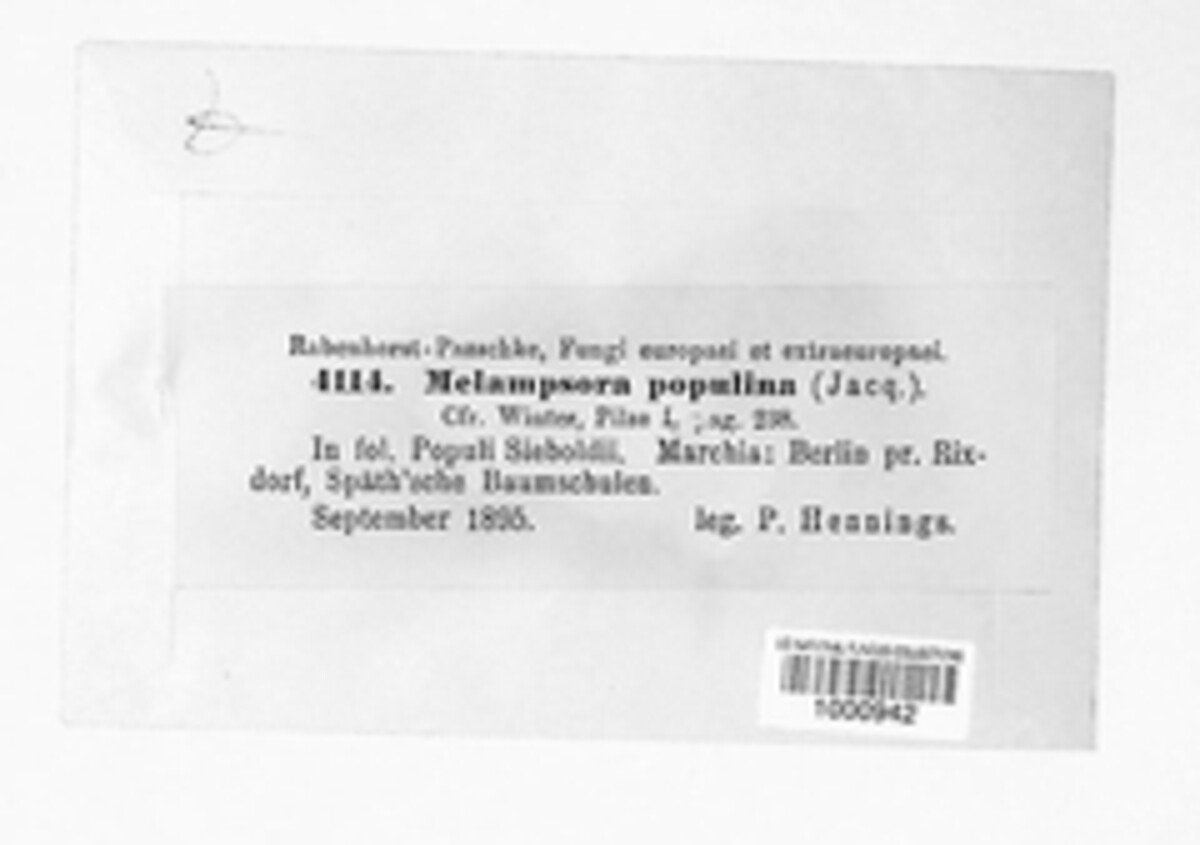 Rabenhorst-Pazschke, Fungi europaei et extraeuropaei.
4114. Melampsora populina (Jacq.).
Cfr. Winter, Pilze I, pag. 238.
In fol. Populi Sieboldii. Marchia: Berlin pr. Rix-
dorf, Späth'sche Baumschulen.
September 1895. leg. P. Hennings.
1000942